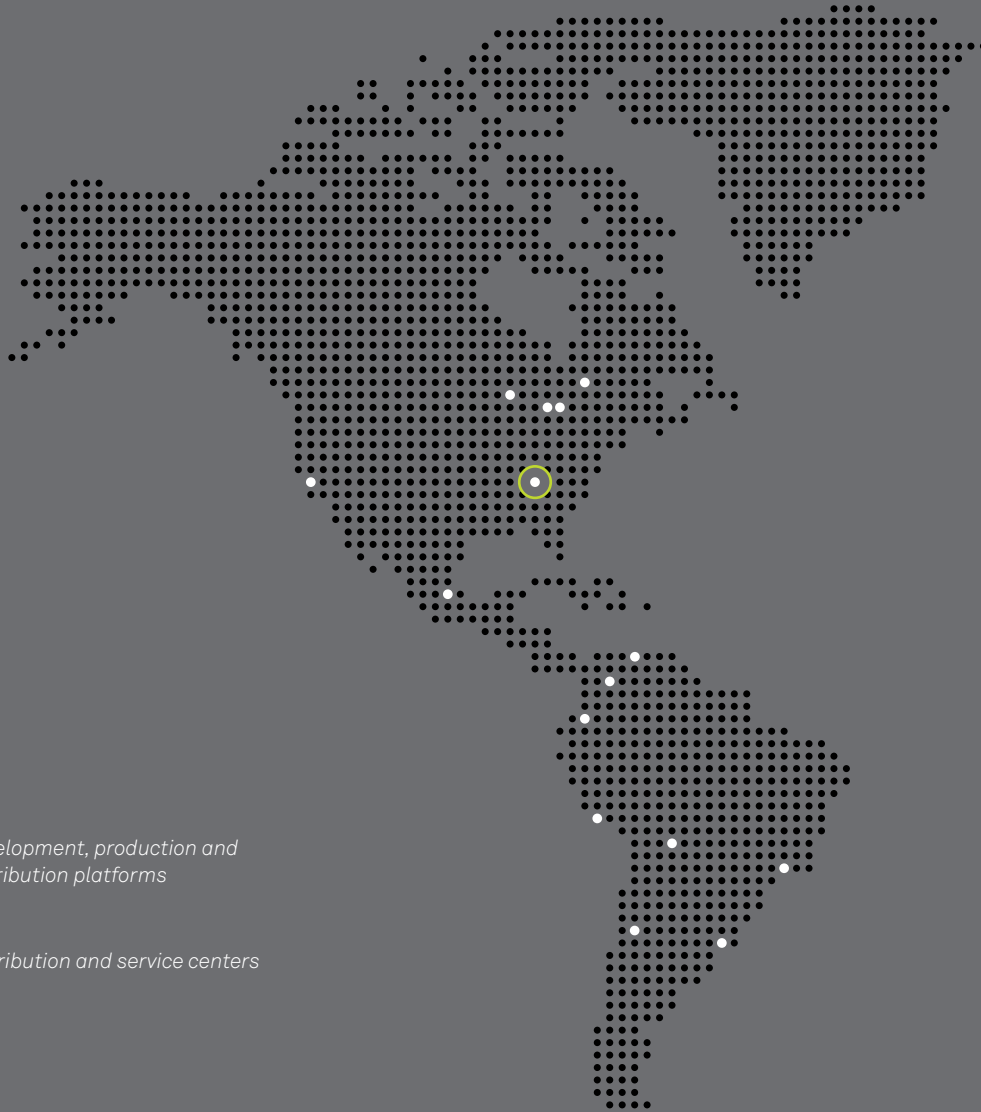 elopment, production and
ribution platforms
ribution and service centers